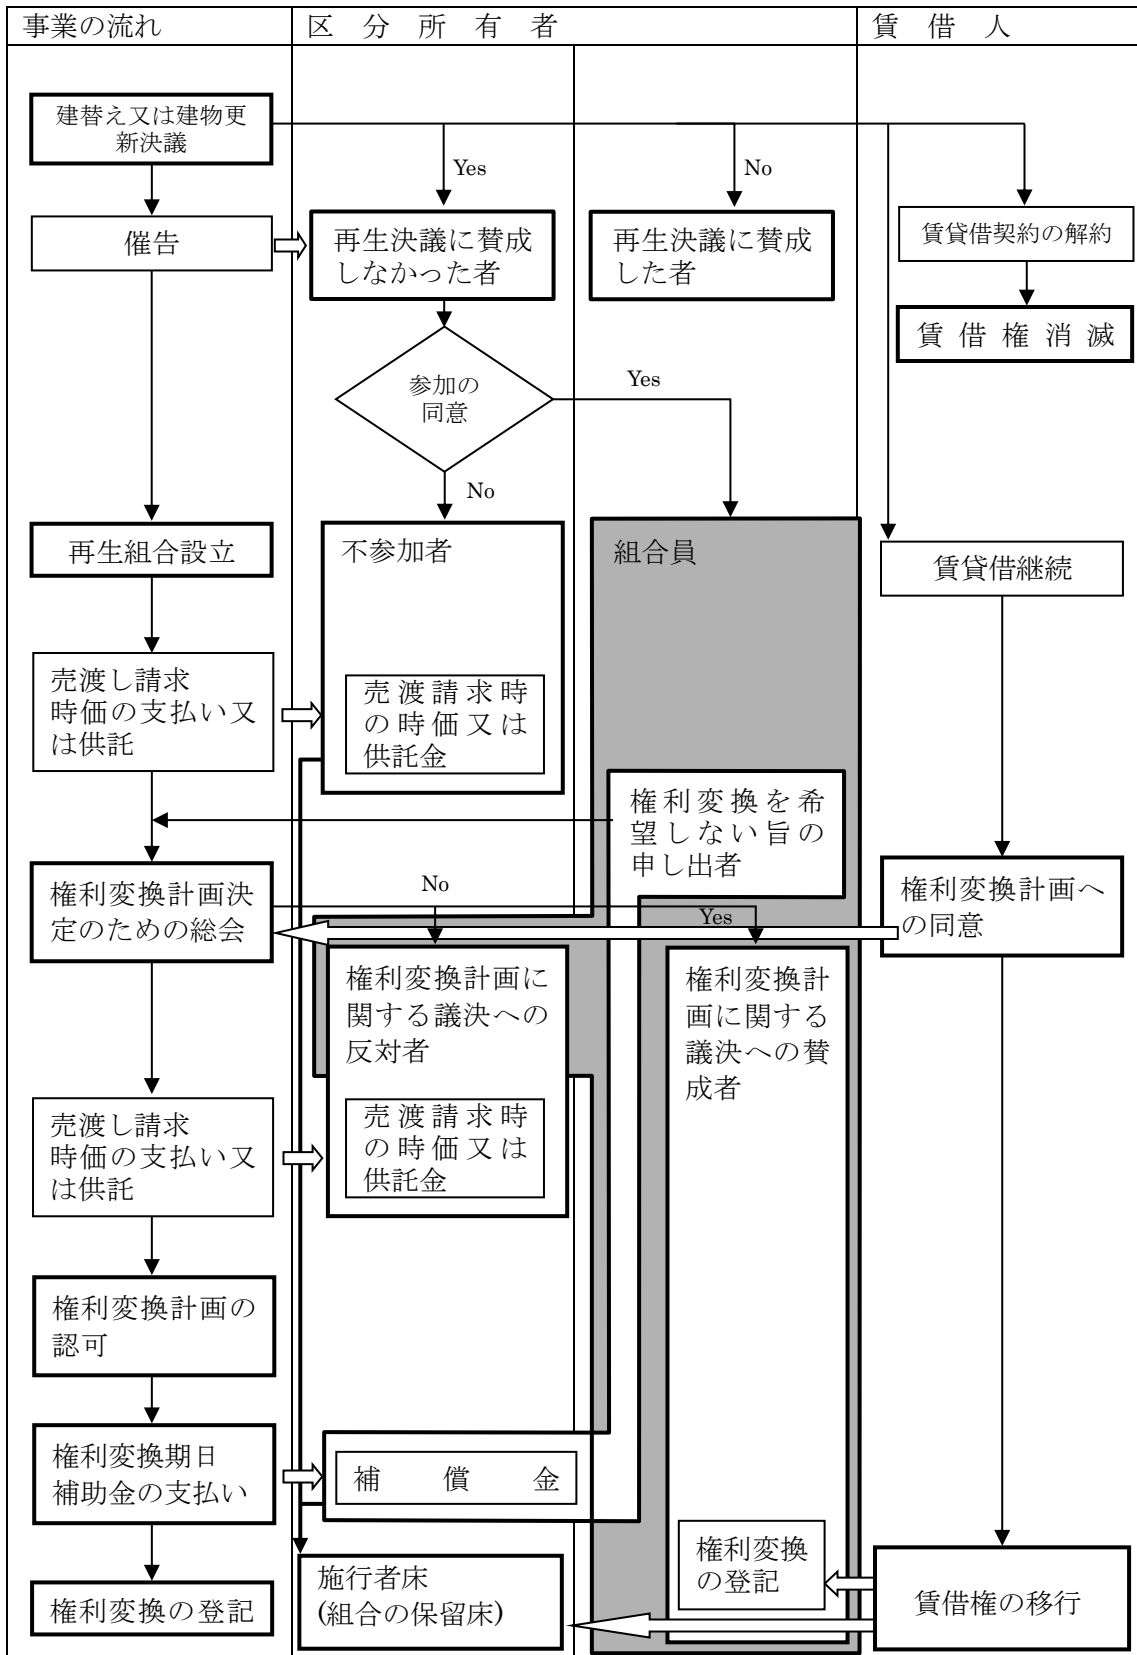 事業の流れ
区分所有者
賃借人
建替え又は建物更
新決議
Yes
No
催告
再生決議に賛成
しなかった者
再生決議に賛成
した者
賃貸借契約の解約
賃借権消滅
参加の
同意
Yes
No
再生組合設立
不参加者
組合員
賃貸借継続
売渡し請求
時価の支払い又
は供託
売渡請求時
の時価又は
供託金
権利変換を希
望しない旨の
申し出者
権利変換計画決
定のための総会
No
Yes
権利変換計画へ
の同意
権利変換計画に
関する議決への
反対者
権利変換計
画に関する
議決への賛
成者
売渡し請求
時価の支払い又
は供託
売渡請求時
の時価又は
供託金
権利変換計画の
認可
権利変換期日
補助金の支払い
補償金
権利変換の登記
施行者床
(組合の保留床)
権利変換
の登記
賃借権の移行